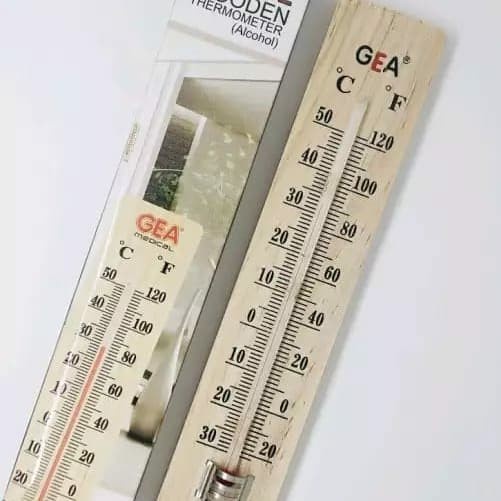 ODEN
THERMOMETER
(Alcohol)
GEA®
°C °F
50 120
40
100
30
80
20
10 60
0 40
10 20
20 0
30 20
GEA®
medical
°C °F
50 120
40 100
30
20 80
10 60
0 40
10 20
20 0